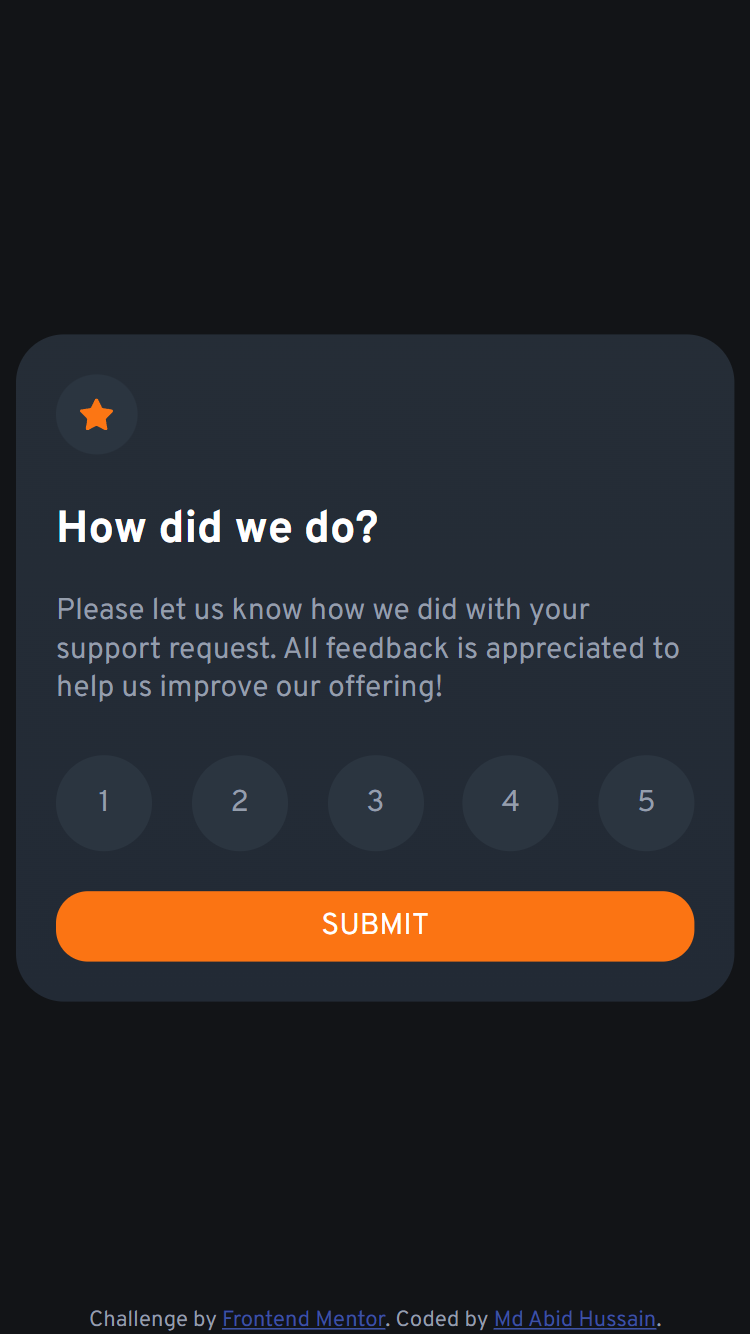 How did we do?
Please let us know how we did with your
support request. All feedback is appreciated to
help us improve our offering!
1 2 3 4 5
SUBMIT
Challenge by Frontend Mentor. Coded by Md Abid Hussain.